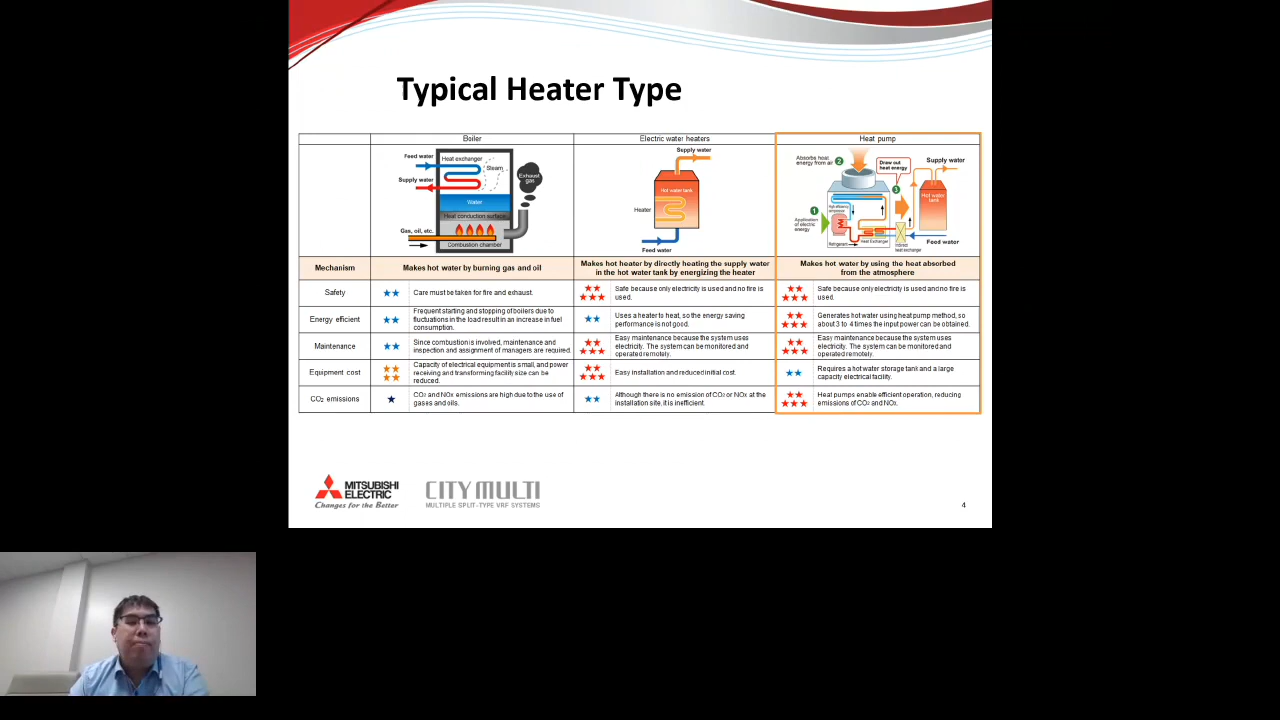 Typical Heater Type
Boiler
Electric water heaters
Heat pump
Feed water
Heat exchanger
Steam
Supply water
Exhaust
gas
Water
Heat conduction surface
Gas, oil, etc.
Combustion chamber
Supply water
Hot water tank
Heater
Feed water
Absorbs heat
energy from air
2
Draw out
heat energy
Supply water
3
1
Hot water
tank
High efficiency
compressor
Application
of electric
energy
Refrigerant
Heat Exchanger
Indirect
heat exchanger
Feed water
Mechanism
Makes hot water by burning gas and oil
Makes hot heater by directly heating the supply water
in the hot water tank by energizing the heater
Makes hot water by using the heat absorbed
from the atmosphere
Safety
★★
Care must be taken for fire and exhaust.
★★
★★★
Safe because only electricity is used and no fire is
used.
★★
★★★
Safe because only electricity is used and no fire is
used.
Energy efficient
★★
Frequent starting and stopping of boilers due to
fluctuations in the load result in an increase in fuel
consumption.
★★
Uses a heater to heat, so the energy saving
performance is not good.
★★
★★★
Generates hot water using heat pump method, so
about 3 to 4 times the input power can be obtained.
Maintenance
★★
Since combustion is involved, maintenance and
inspection and assignment of managers are required.
★★
★★★
Easy maintenance because the system uses
electricity. The system can be monitored and
operated remotely.
★★
★★★
Easy maintenance because the system uses
electricity. The system can be monitored and
operated remotely.
Equipment cost
★★
★★
Capacity of electrical equipment is small, and power
receiving and transforming facility size can be
reduced.
★★
★★★
Easy installation and reduced initial cost.
★★
Requires a hot water storage tank and a large
capacity electrical facility.
CO₂ emissions
★
CO₂ and NOx emissions are high due to the use of
gases and oils.
★★
Although there is no emission of CO₂ or NOx at the
installation site, it is inefficient.
★★
★★★
Heat pumps enable efficient operation, reducing
emissions of CO₂ and NOx.
MITSUBISHI
ELECTRIC
Changes for the Better
CITY MULTI
MULTIPLE SPLIT-TYPE VRF SYSTEMS
4